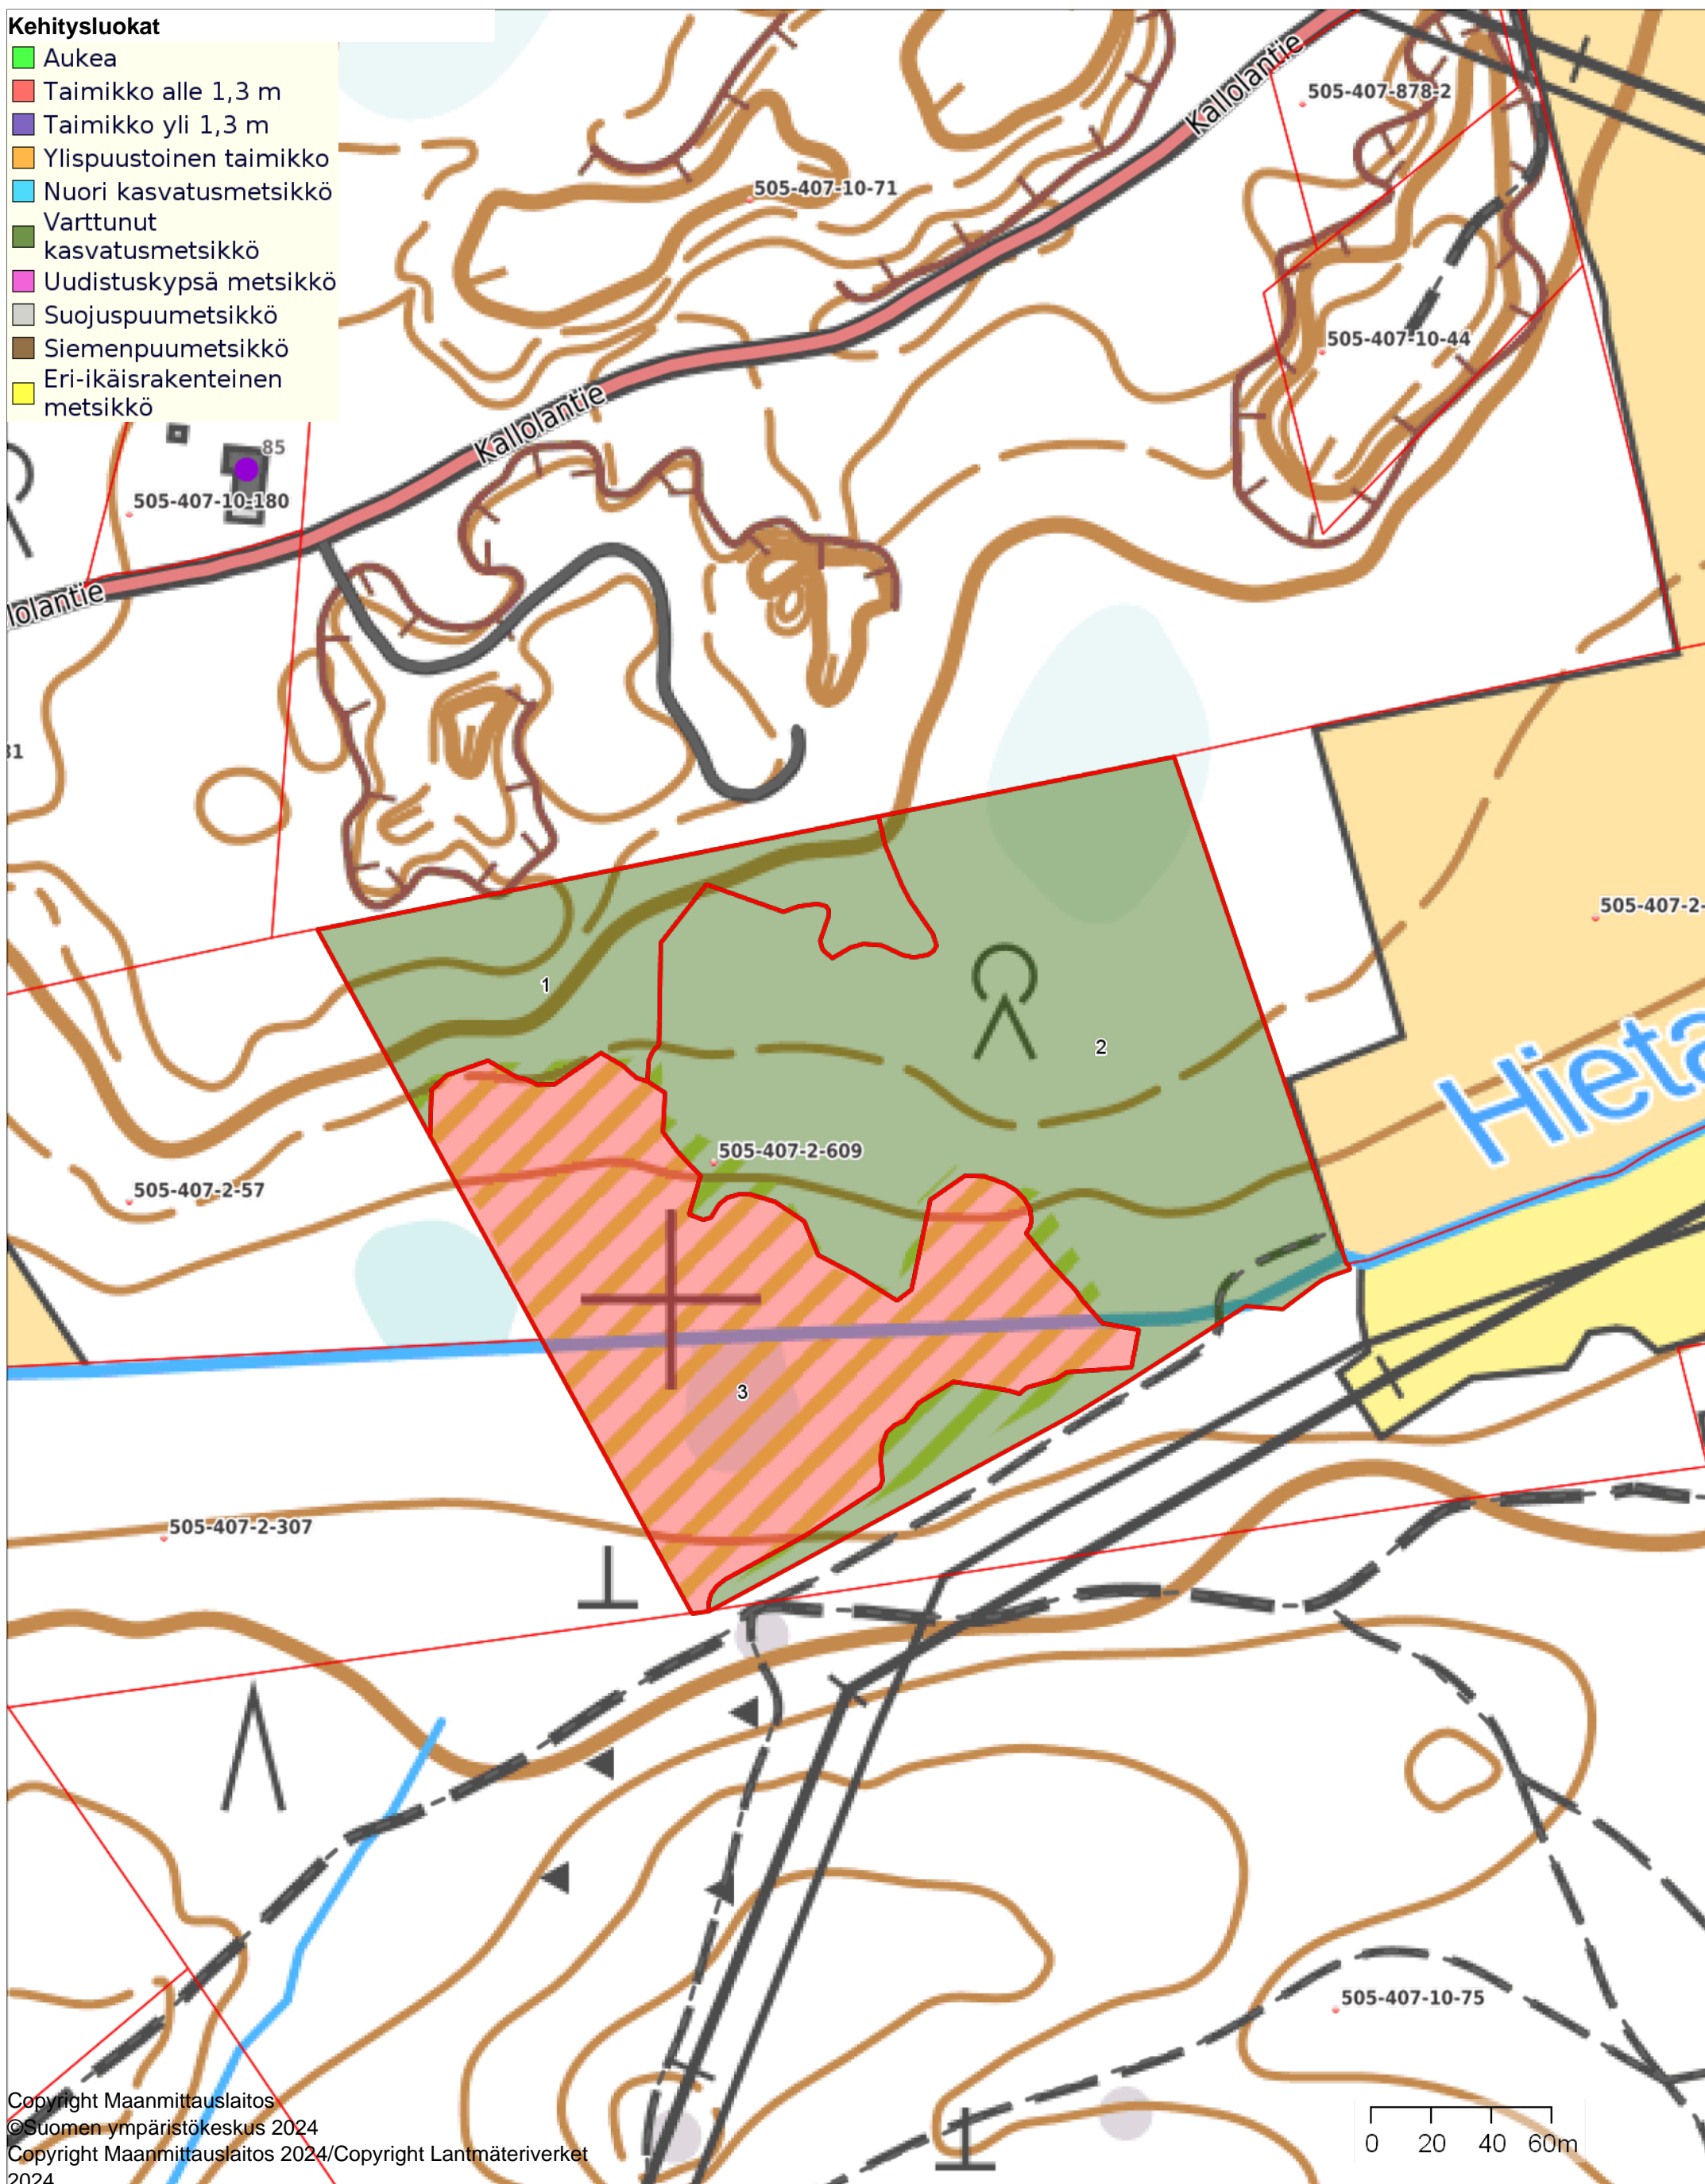 Kehitysluokat
Aukea
Taimikko alle 1,3 m
Taimikko yli 1,3 m
Ylispuustoinen taimikko
Nuori kasvatusmetsikkö
Varttunut
kasvatusmetsikkö
Uudistuskypsä metsikkö
Suojuspuumetsikkö
Siemenpuumetsikkö
Eri-ikäisrakenteinen
metsikkö
Kallolantie
505-407-878-2
505-407-10-71
505-407-10-44
Kallolantie
85
505-407-10-180
lolantie
31
505-407-2-
1
2
Hieta
505-407-2-609
505-407-2-57
3
505-407-2-307
505-407-10-75
Copyright Maanmittauslaitos
©Suomen ympäristökeskus 2024
Copyright Maanmittauslaitos 2024/Copyright Lantmäteriverket
2024
0 20 40 60m